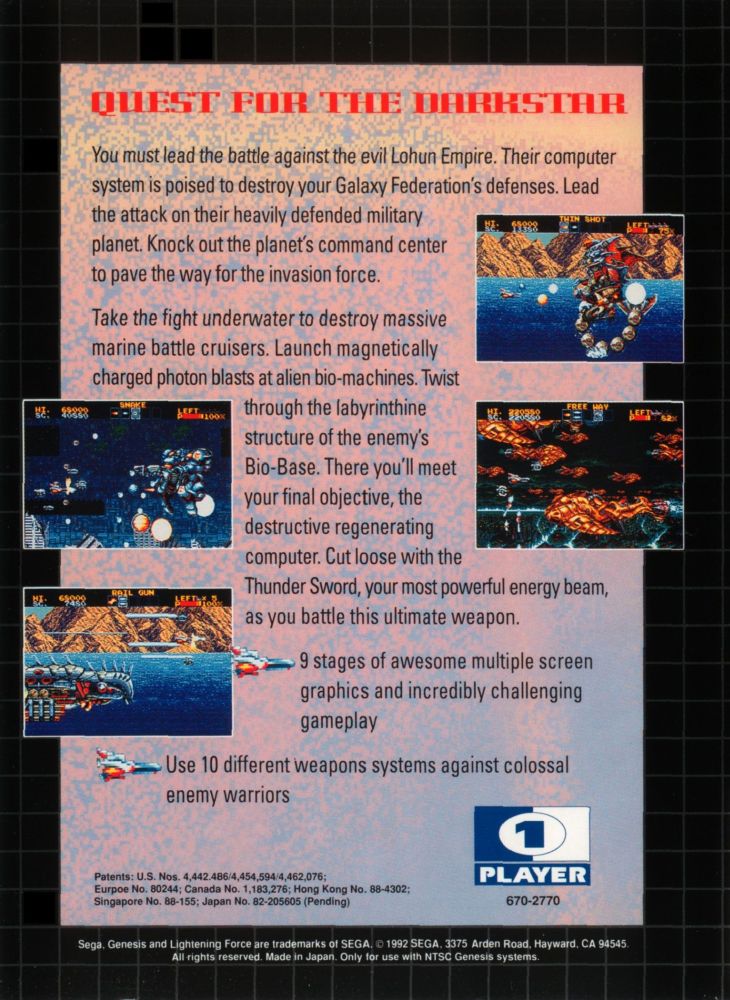 QUEST FOR THE DARKSTAR
You must lead the battle against the evil Lohun Empire. Their computer
system is poised to destroy your Galaxy Federation's defenses. Lead
the attack on their heavily defended military
planet. Knock out the planet's command center
to pave the way for the invasion force.
HI. 65000 TWIN SHOT LEFT
SC. 13350 P 75%
Take the fight underwater to destroy massive
marine battle cruisers. Launch magnetically
charged photon blasts at alien bio-machines. Twist
through the labyrinthine
structure of the enemy's
Bio-Base. There you'll meet
your final objective, the
destructive regenerating
computer. Cut loose with the
Thunder Sword, your most powerful energy beam,
as you battle this ultimate weapon.
HI. 65000 SNAKE LEFT
SC. 40550 P 100%
HI. 220550 FREE WAY LEFT
SC. 220550 P 52%
HI. 65000 RAIL GUN LEFT x 5
SC. 7450 P 100%
9 stages of awesome multiple screen
graphics and incredibly challenging
gameplay
Use 10 different weapons systems against colossal
enemy warriors
1
PLAYER
670-2770
Patents: U.S. Nos. 4,442.486/4,454,594/4,462,076;
Eurpoe No. 80244; Canada No. 1,183,276; Hong Kong No. 88-4302;
Singapore No. 88-155; Japan No. 82-205605 (Pending)
Sega, Genesis and Lightening Force are trademarks of SEGA. © 1992 SEGA, 3375 Arden Road, Hayward, CA 94545.
All rights reserved. Made in Japan. Only for use with NTSC Genesis systems.